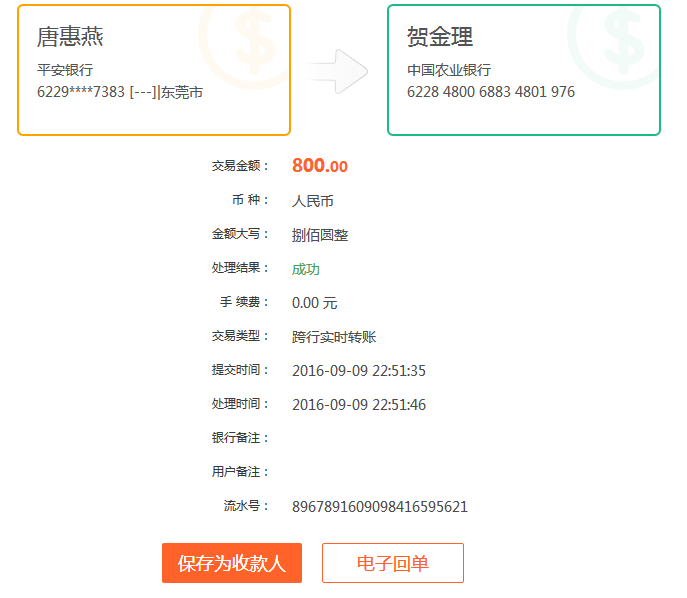 唐惠燕
平安银行
6229****7383 [---]|东莞市
贺金理
中国农业银行
6228 4800 6883 4801 976
交易金额： 800.00
币 种： 人民币
金额大写： 捌佰圆整
处理结果： 成功
手 续费： 0.00 元
交易类型： 跨行实时转账
提交时间： 2016-09-09 22:51:35
处理时间： 2016-09-09 22:51:46
银行备注：
用户备注：
流水号： 8967891609098416595621
保存为收款人 电子回单